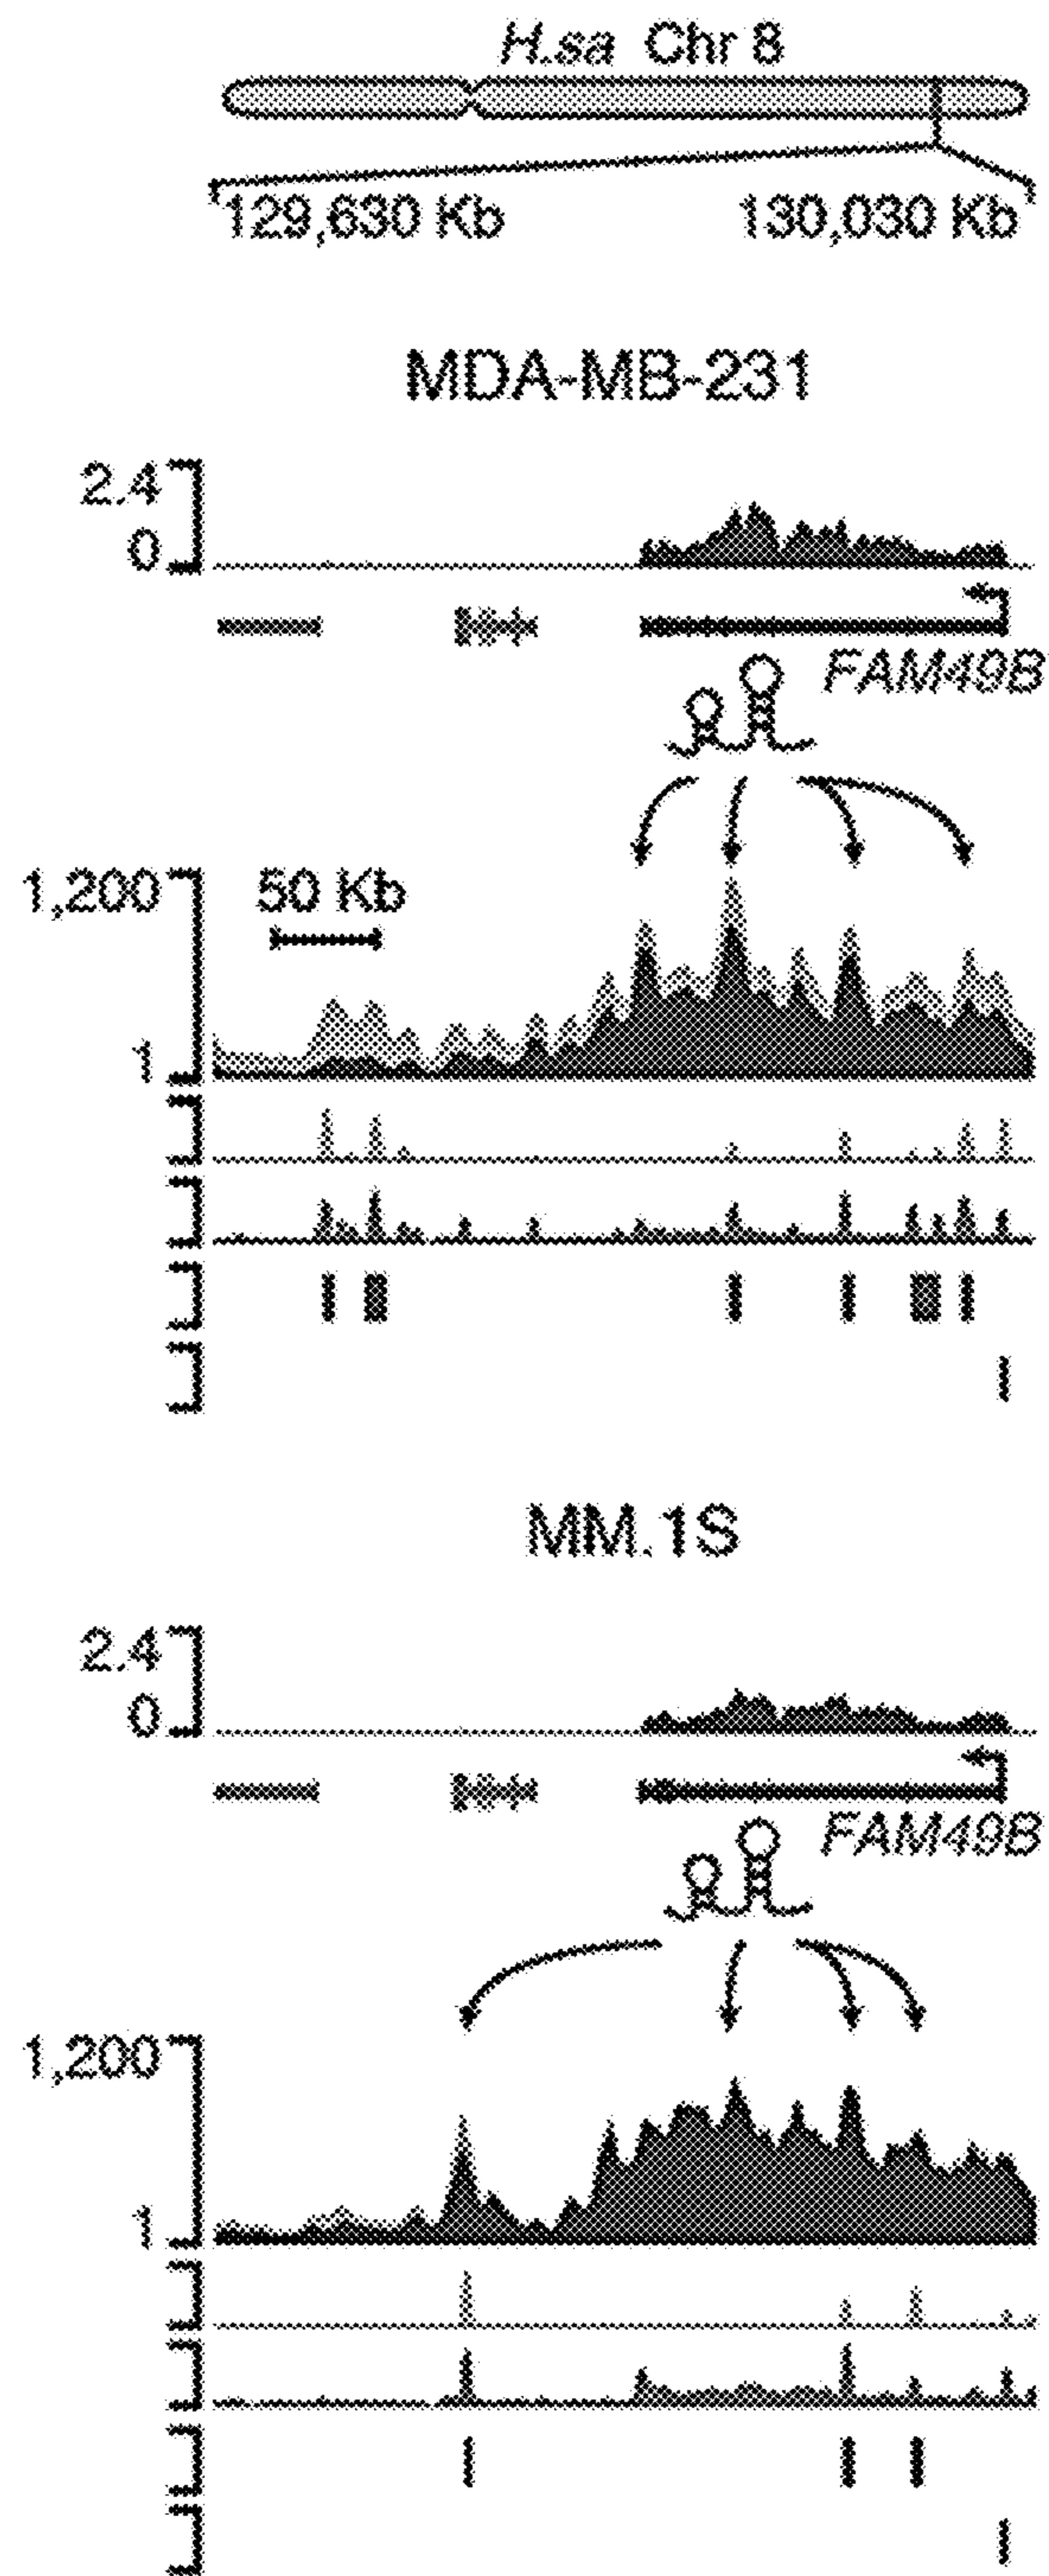 H.sa Chr 8
129,630 Kb 130,030 Kb
MDA-MB-231
2.4
0
FAM49B
1,200
50 Kb
1
MM.1S
2.4
0
FAM49B
1,200
1